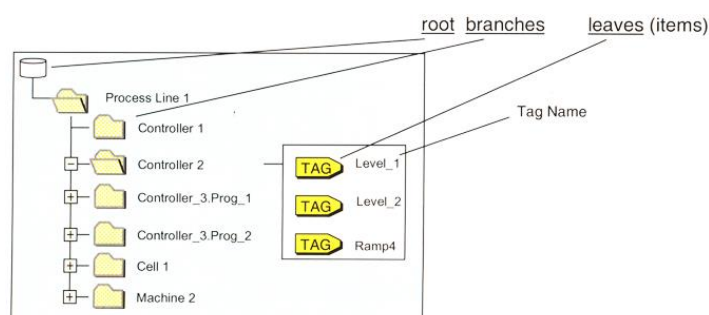 root branches leaves (items)
Process Line 1
Tag Name
Controller 1
Controller 2
TAG Level_1
Controller_3.Prog_1
TAG Level_2
Controller_3.Prog_2
TAG Ramp4
Cell 1
Machine 2